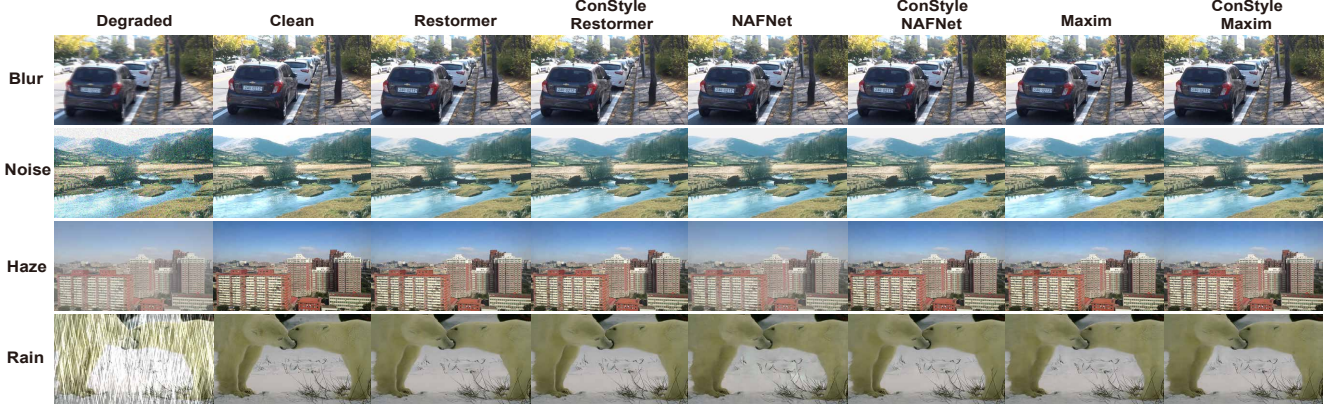 Degraded
Clean
Restormer
ConStyle
Restormer
NAFNet
ConStyle
NAFNet
Maxim
ConStyle
Maxim
Blur
Noise
Haze
Rain